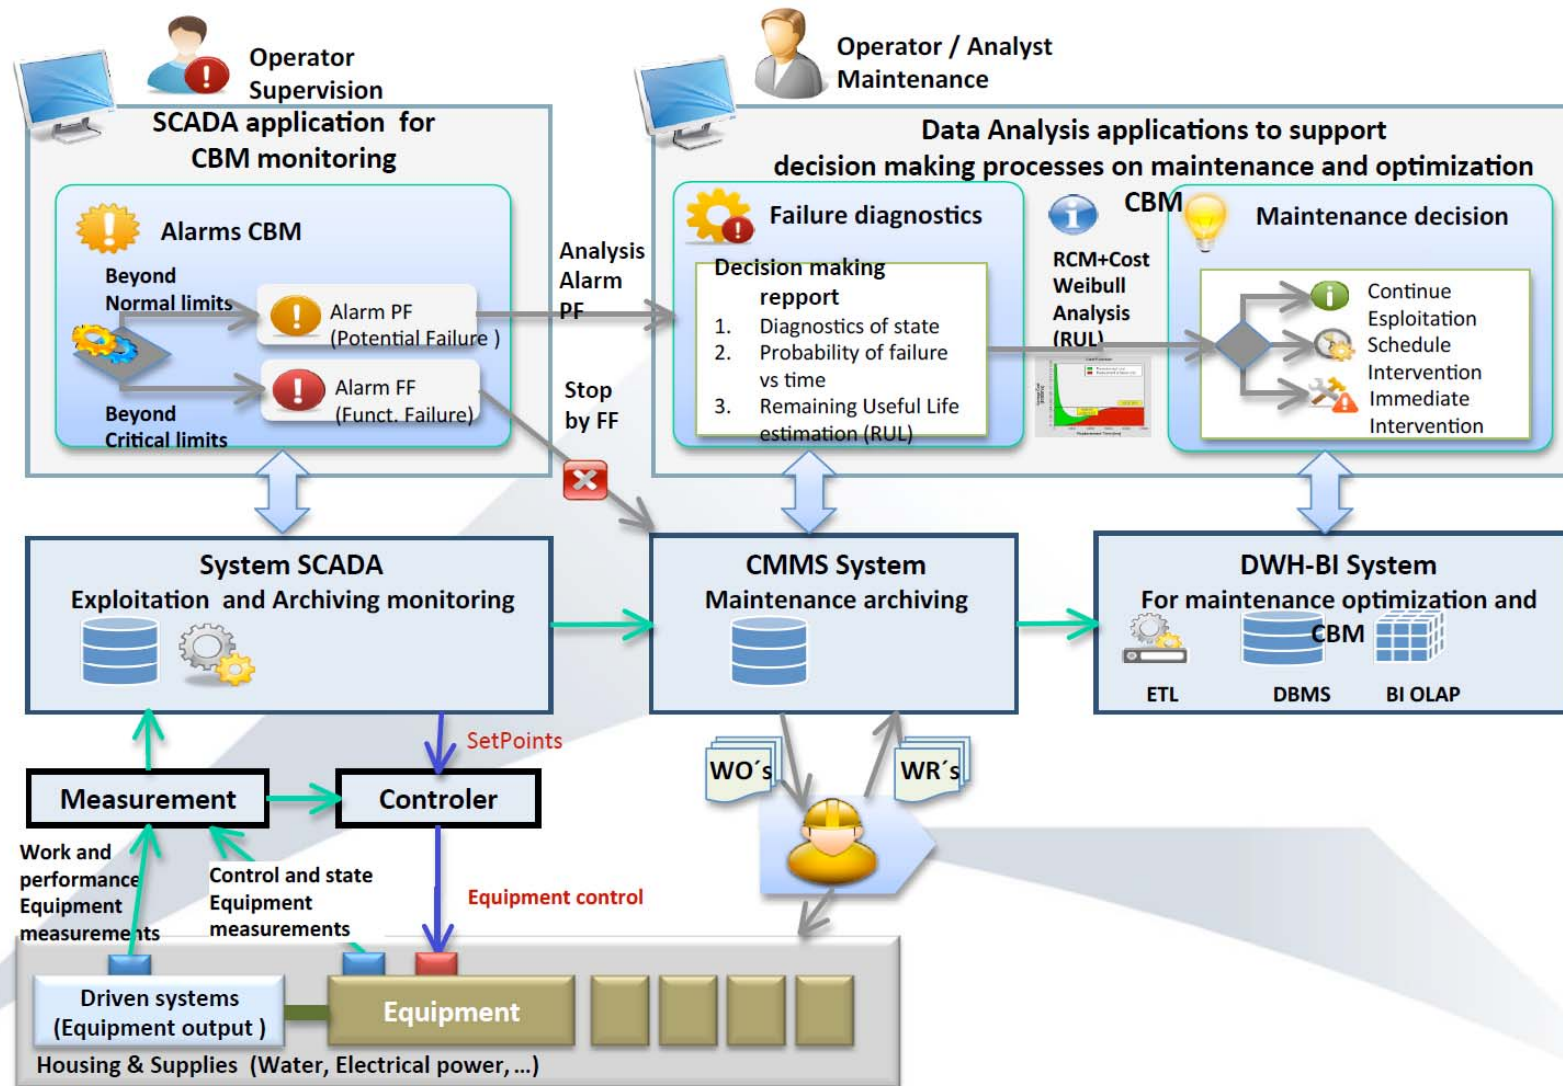 Operator
Supervision
Operator / Analyst
Maintenance
SCADA application for
CBM monitoring
Data Analysis applications to support
decision making processes on maintenance and optimization
CBM
Alarms CBM
Beyond
Normal limits
Alarm PF
(Potential Failure )
Alarm FF
(Funct. Failure)
Beyond
Critical limits
Analysis
Alarm
PF
Stop
by FF
Failure diagnostics
Decision making
repport
1. Diagnostics of state
2. Probability of failure
vs time
3. Remaining Useful Life
estimation (RUL)
RCM+Cost
Weibull
Analysis
(RUL)
Maintenance decision
Continue
Esploitation
Schedule
Intervention
Immediate
Intervention
System SCADA
Exploitation and Archiving monitoring
CMMS System
Maintenance archiving
DWH-BI System
For maintenance optimization and
CBM
ETL
DBMS
BI OLAP
SetPoints
WO´s
WR´s
Measurement
Controler
Work and
performance
Equipment
measurements
Control and state
Equipment
measurements
Equipment control
Driven systems
(Equipment output )
Equipment
Housing & Supplies (Water, Electrical power, ...)